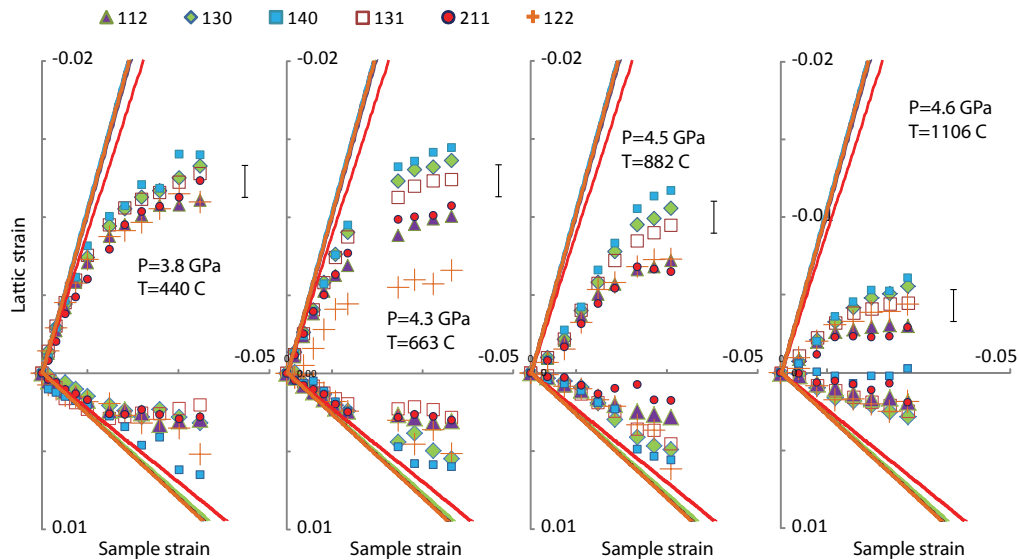 112 130 140 131 211 122
-0.02 -0.02 -0.02 -0.02
P=4.6 GPa
T=1106 C
P=4.5 GPa
T=882 C
-0.01
Lattic strain
P=3.8 GPa
T=440 C
P=4.3 GPa
T=663 C
-0.05 -0.05 -0.05 -0.05
0.01 0.01 0.01 0.01
Sample strain Sample strain Sample strain Sample strain